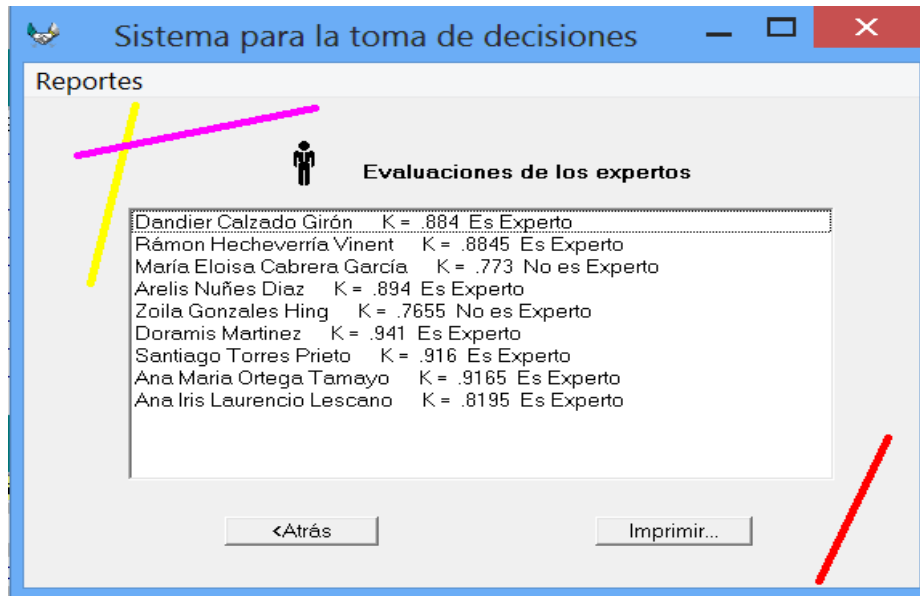 Sistema para la toma de decisiones
Reportes
Evaluaciones de los expertos
Dandier Calzado Girón K = .884 Es Experto
Rámon Hecheverría Vinent K = .8845 Es Experto
María Eloisa Cabrera García K = .773 No es Experto
Arelis Nuñes Diaz K = .894 Es Experto
Zoila Gonzales Hing K = .7655 No es Experto
Doramis Martinez K = .941 Es Experto
Santiago Torres Prieto K = .916 Es Experto
Ana Maria Ortega Tamayo K = .9165 Es Experto
Ana Iris Laurencio Lescano K = .8195 Es Experto
<Atrás Imprimir...